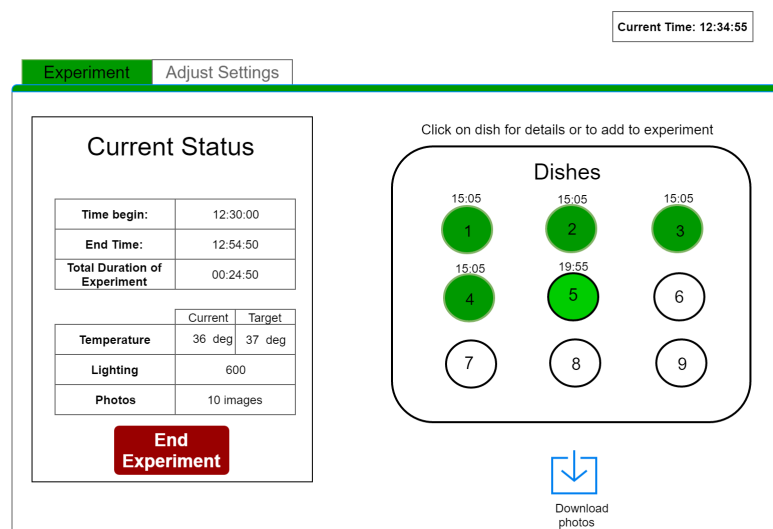 Current Time: 12:34:55
Experiment Adjust Settings
Current Status
Time begin: 12:30:00
End Time: 12:54:50
Total Duration of
Experiment 00:24:50
Current Target
Temperature 36 deg 37 deg
Lighting 600
Photos 10 images
End
Experiment
Click on dish for details or to add to experiment
Dishes
15:05 15:05 15:05
1 2 3
15:05 19:55
4 5 6
7 8 9
Download
photos